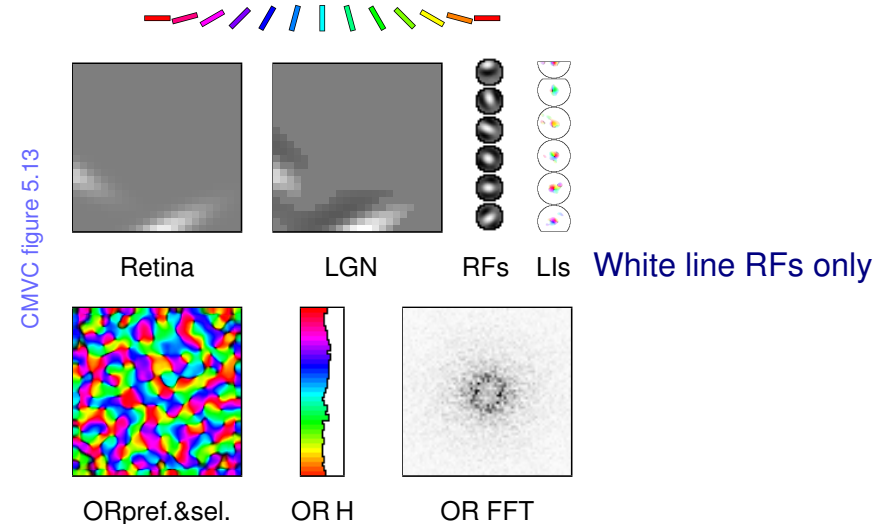 CMVC figure 5.13
Retina
LGN
RFs
LIs
White line RFs only
ORpref.&sel.
OR H
OR FFT